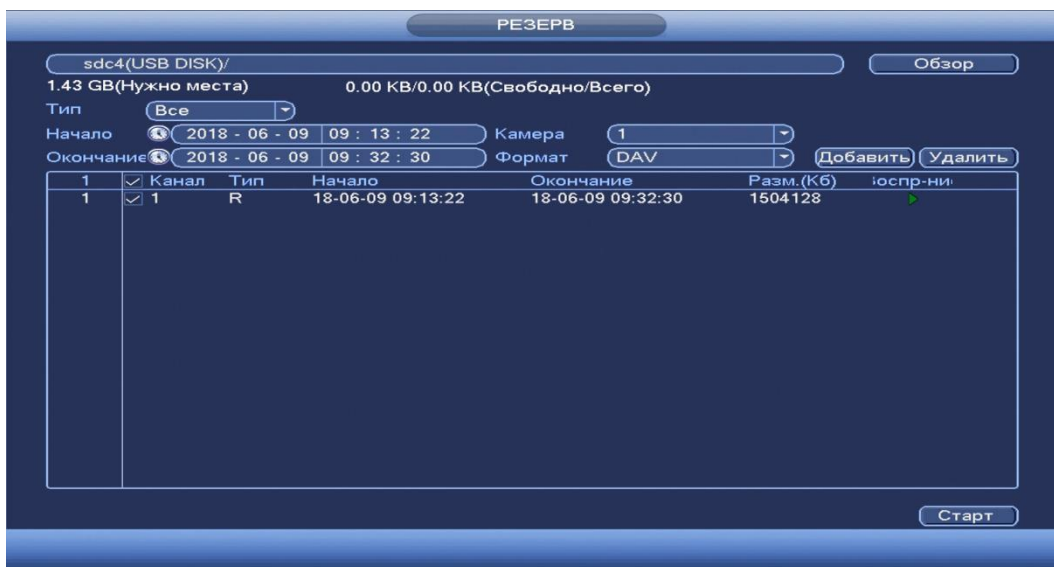 РЕЗЕРВ
sdc4(USB DISK)/ Обзор
1.43 GB(Нужно места) 0.00 KB/0.00 KB(Свободно/Всего)
Тип Все
Начало 2018 - 06 - 09 09 : 13 : 22 Камера 1
Окончание 2018 - 06 - 09 09 : 32 : 30 Формат DAV Добавить Удалить
1 Канал Тип Начало Окончание Разм.(Кб)
1 1 R 18-06-09 09:13:22 18-06-09 09:32:30 1504128
Старт